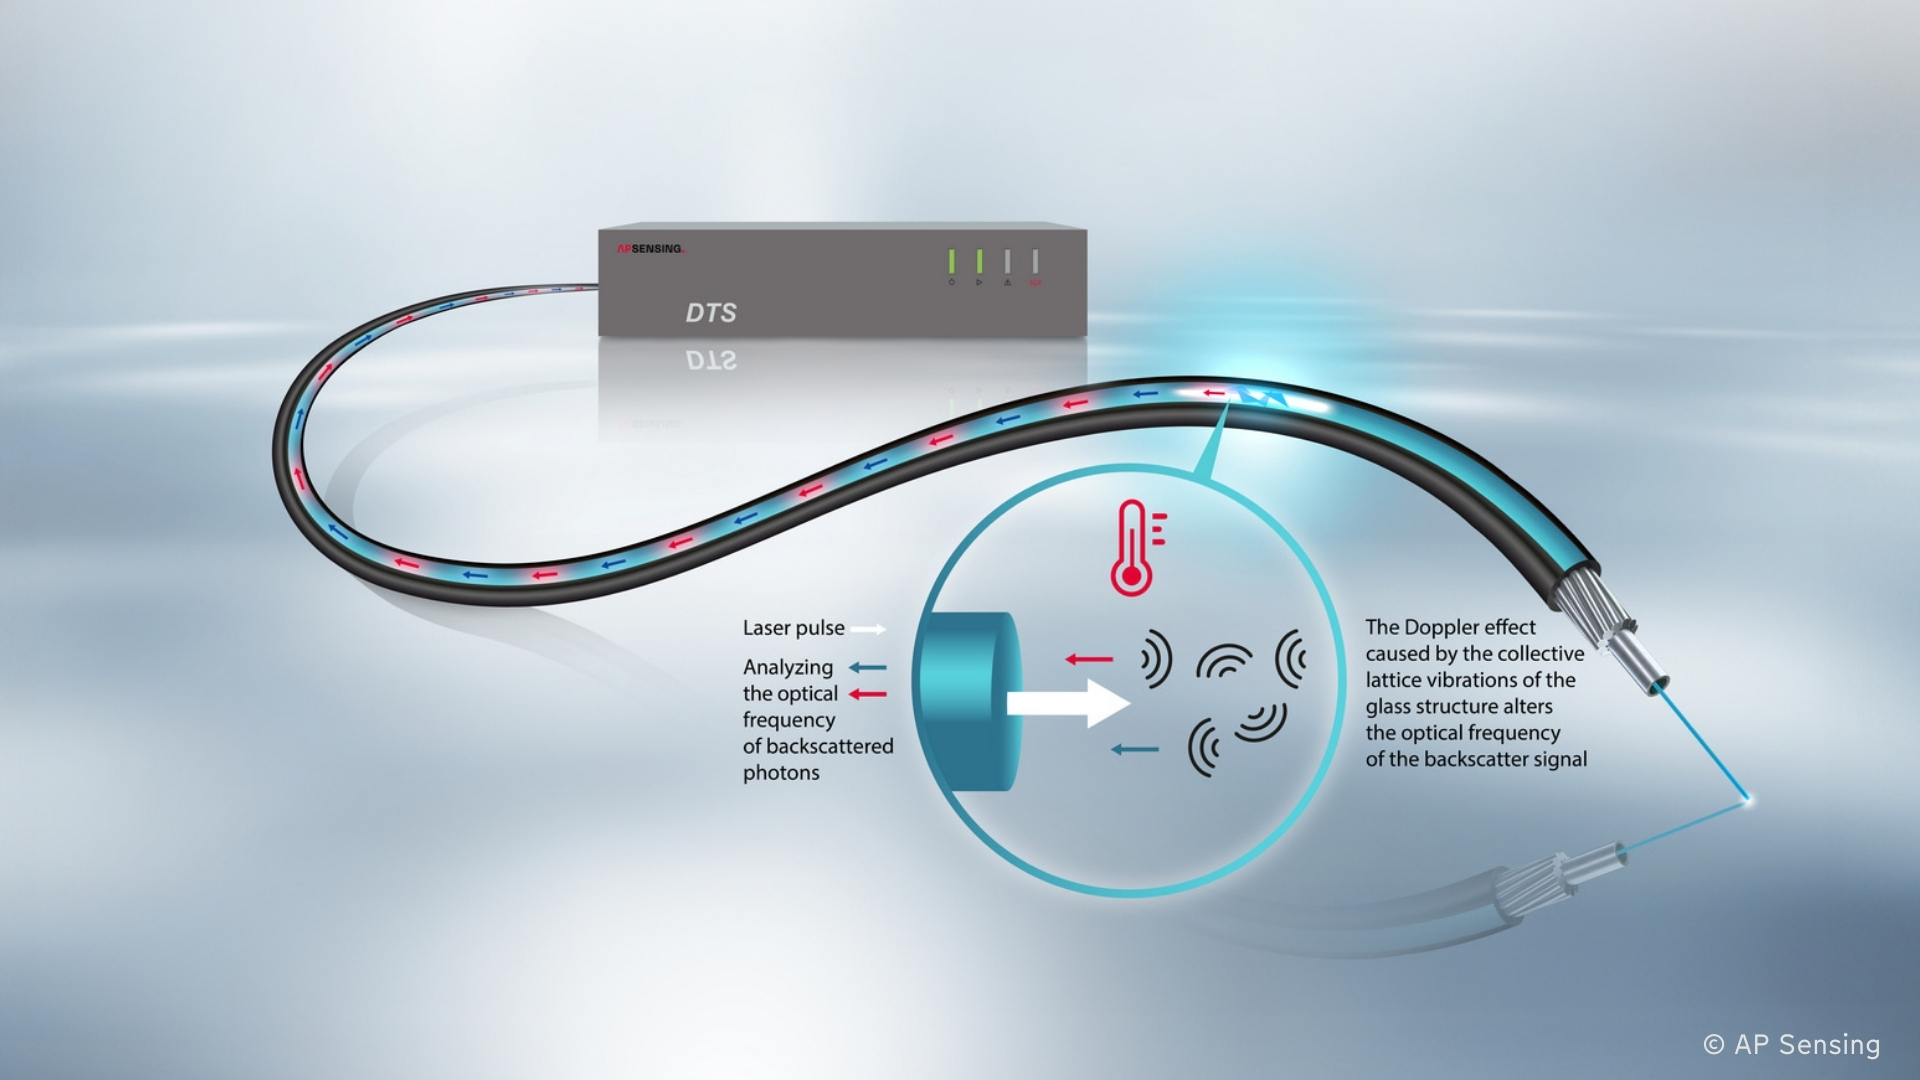 APSENSING.
DTS
Laser pulse
Analyzing
the optical
frequency
of backscattered
photons
The Doppler effect
caused by the collective
lattice vibrations of the
glass structure alters
the optical frequency
of the backscatter signal
© AP Sensing